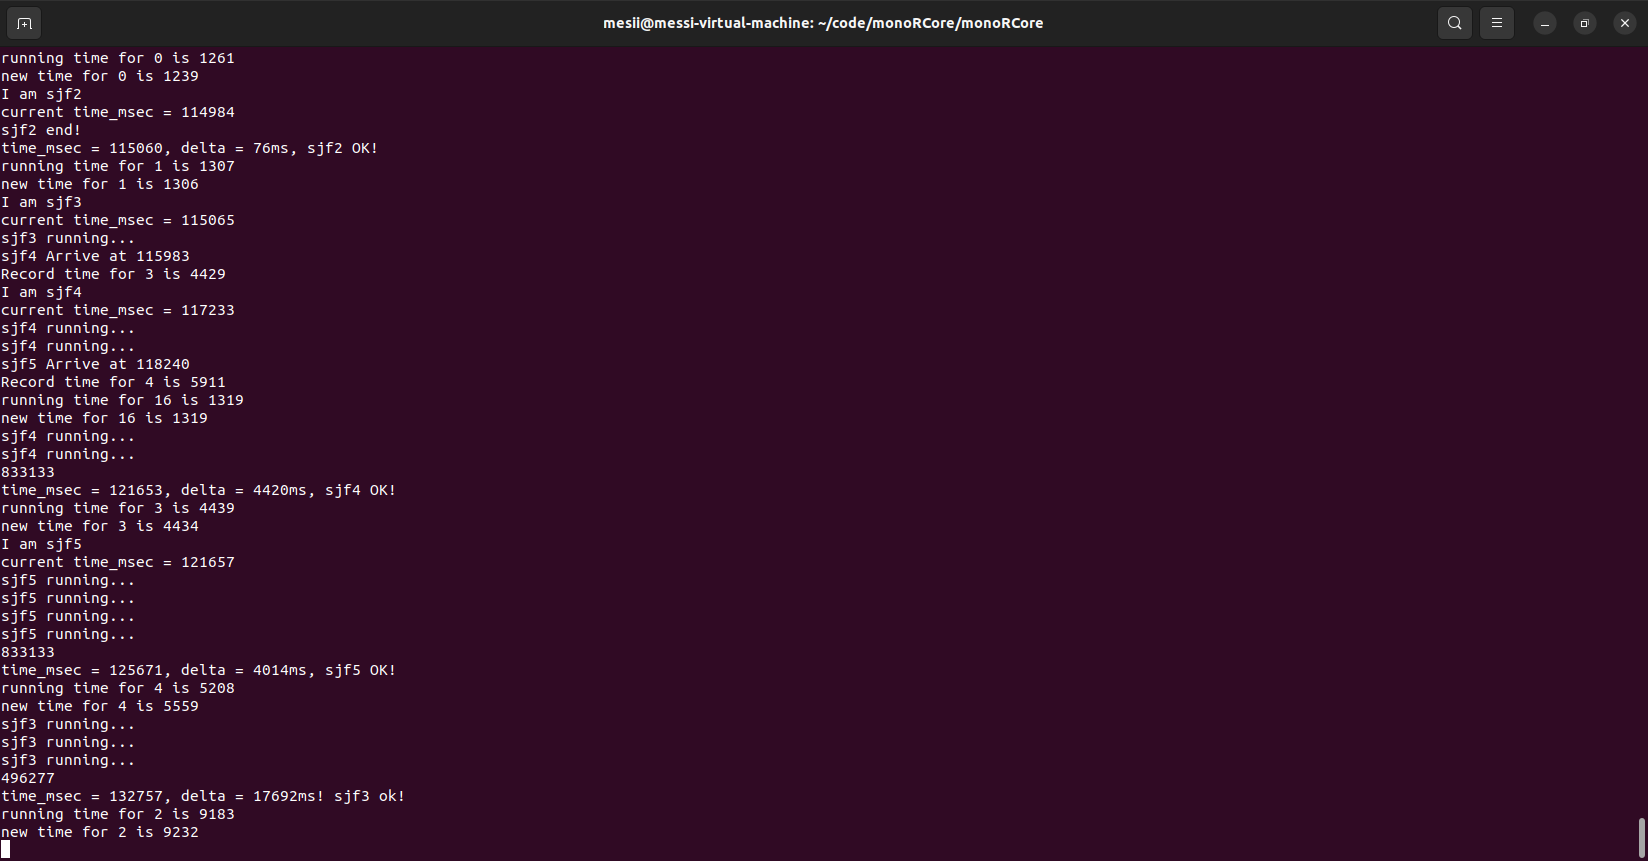 mesii@messi-virtual-machine: ~/code/monoRCore/monoRCore
running time for 0 is 1261
new time for 0 is 1239
I am sjf2
current time_msec = 114984
sjf2 end!
time_msec = 115060, delta = 76ms, sjf2 OK!
running time for 1 is 1307
new time for 1 is 1306
I am sjf3
current time_msec = 115065
sjf3 running...
sjf4 Arrive at 115983
Record time for 3 is 4429
I am sjf4
current time_msec = 117233
sjf4 running...
sjf4 running...
sjf5 Arrive at 118240
Record time for 4 is 5911
running time for 16 is 1319
new time for 16 is 1319
sjf4 running...
sjf4 running...
833133
time_msec = 121653, delta = 4420ms, sjf4 OK!
running time for 3 is 4439
new time for 3 is 4434
I am sjf5
current time_msec = 121657
sjf5 running...
sjf5 running...
sjf5 running...
sjf5 running...
833133
time_msec = 125671, delta = 4014ms, sjf5 OK!
running time for 4 is 5208
new time for 4 is 5559
sjf3 running...
sjf3 running...
sjf3 running...
496277
time_msec = 132757, delta = 17692ms! sjf3 ok!
running time for 2 is 9183
new time for 2 is 9232